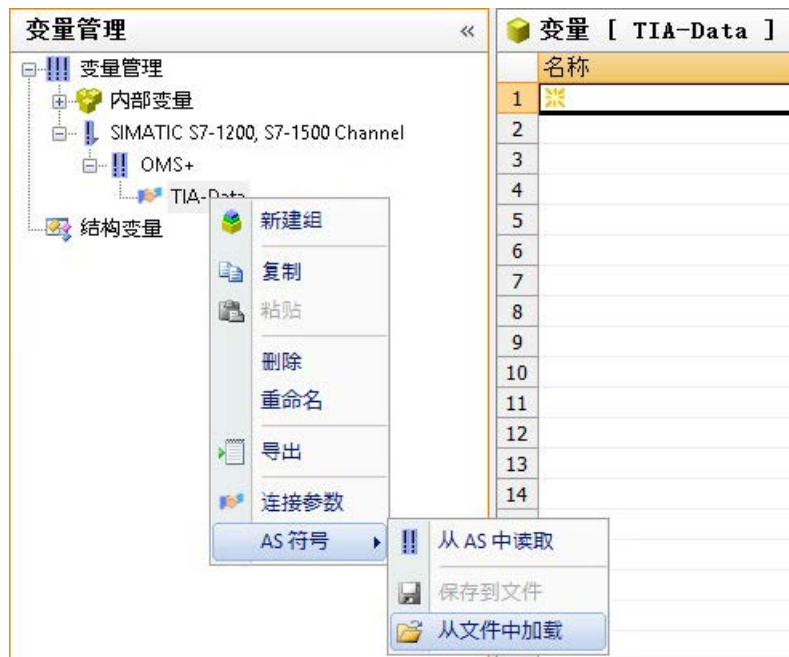 变量管理 «
变量管理
内部变量
SIMATIC S7-1200, S7-1500 Channel
OMS+
TIA-Data
结构变量
新建组
复制
粘贴
删除
重命名
导出
连接参数
AS 符号
从 AS 中读取
保存到文件
从文件中加载
变量 [ TIA-Data ]
名称
1
2
3
4
5
6
7
8
9
10
11
12
13
14